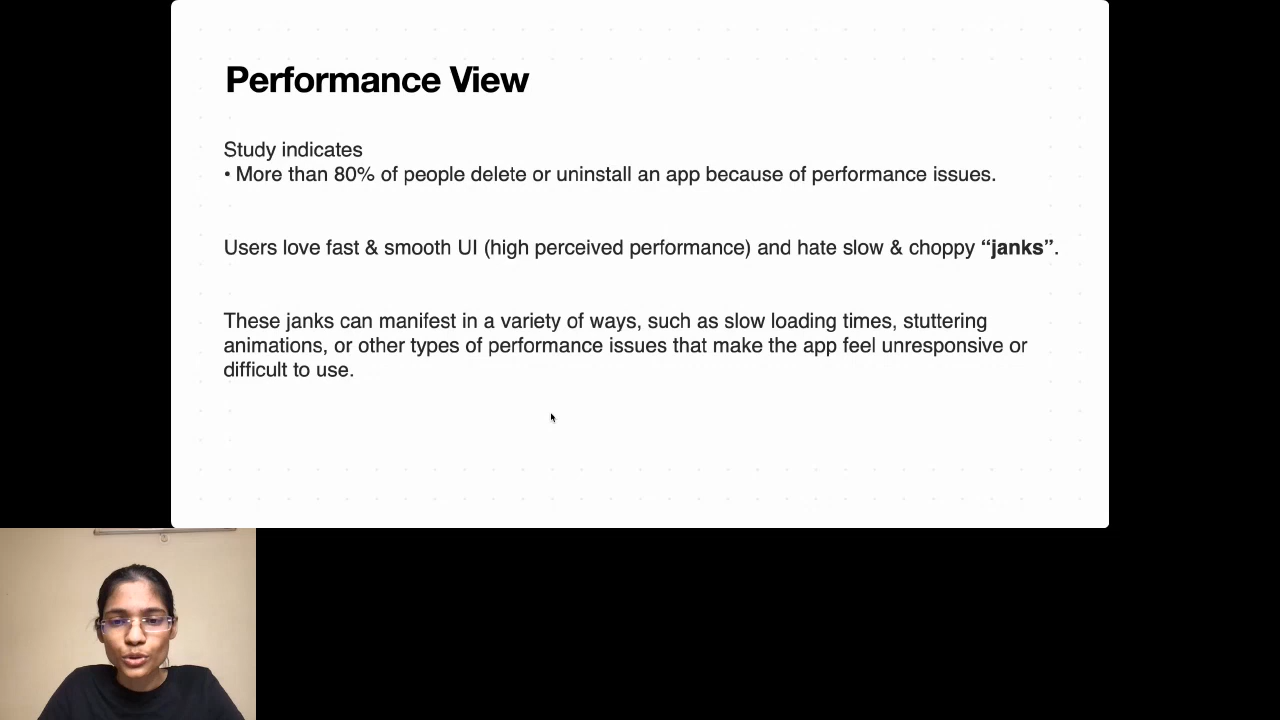 Performance View
Study indicates
• More than 80% of people delete or uninstall an app because of performance issues.
Users love fast & smooth UI (high perceived performance) and hate slow & choppy “janks”.
These janks can manifest in a variety of ways, such as slow loading times, stuttering
animations, or other types of performance issues that make the app feel unresponsive or
difficult to use.